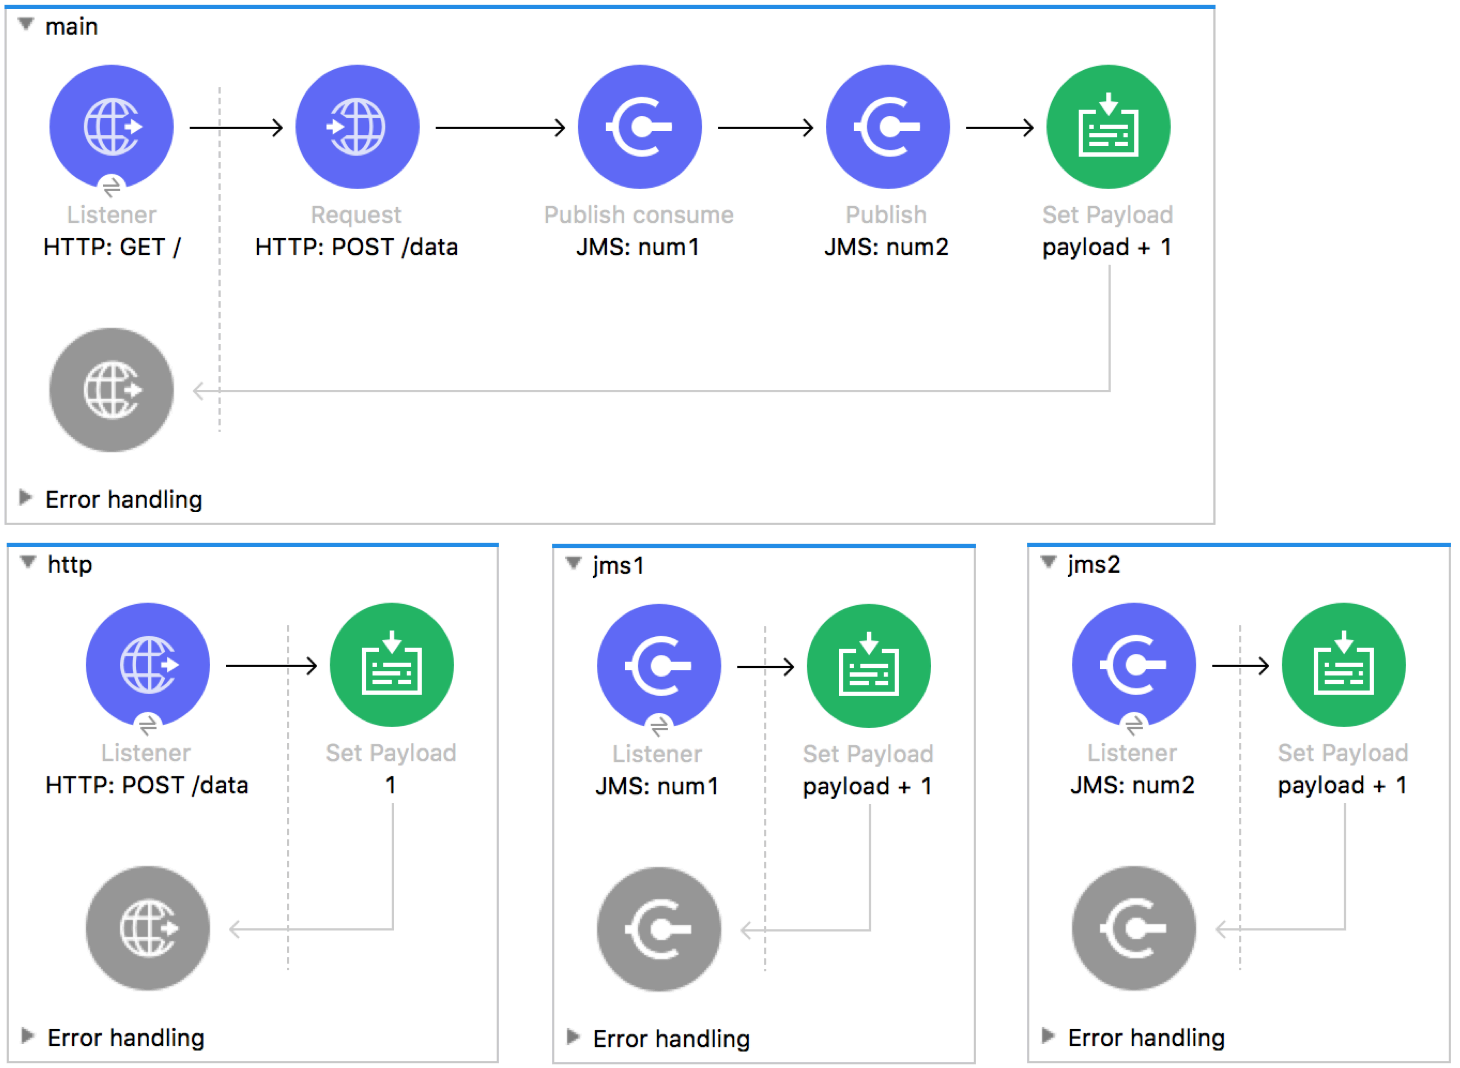 main
Listener
HTTP: GET /
Request
HTTP: POST /data
Publish consume
JMS: num1
Publish
JMS: num2
Set Payload
payload + 1
Error handling
http
Listener
HTTP: POST /data
Set Payload
1
Error handling
jms1
Listener
JMS: num1
Set Payload
payload + 1
Error handling
jms2
Listener
JMS: num2
Set Payload
payload + 1
Error handling